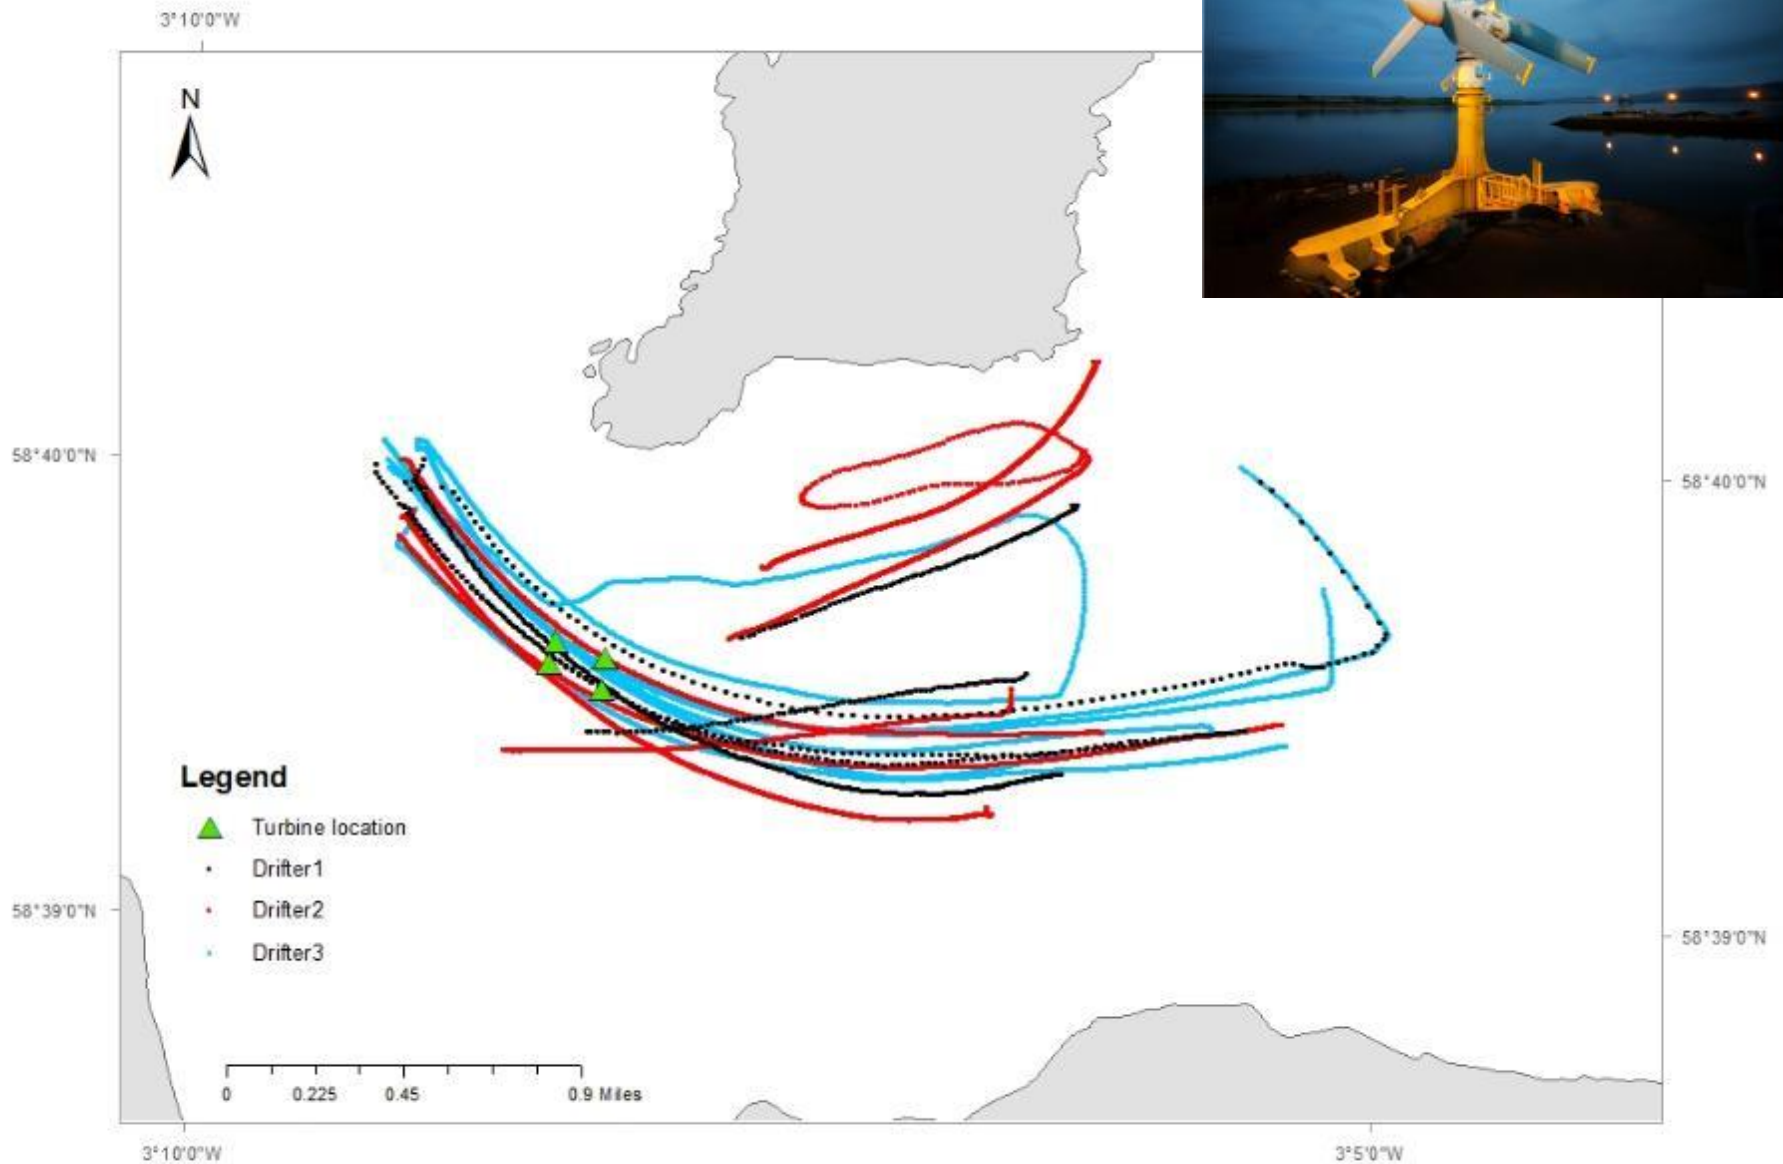 3°10'0"W
N
58°40'0"N
58°40'0"N
Legend
Turbine location
Drifter1
Drifter2
Drifter3
58°39'0"N
58°39'0"N
0 0.225 0.45 0.9 Miles
3°10'0"W 3°5'0"W